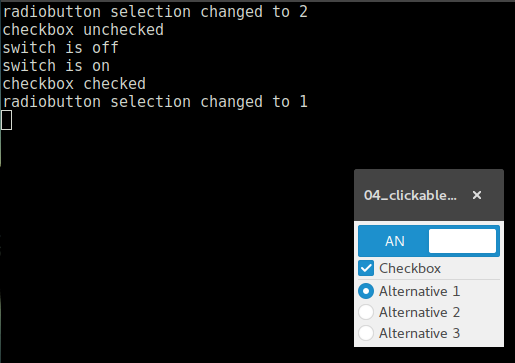 radiobutton selection changed to 2
checkbox unchecked
switch is off
switch is on
checkbox checked
radiobutton selection changed to 1
04_clickable...
AN
Checkbox
Alternative 1
Alternative 2
Alternative 3